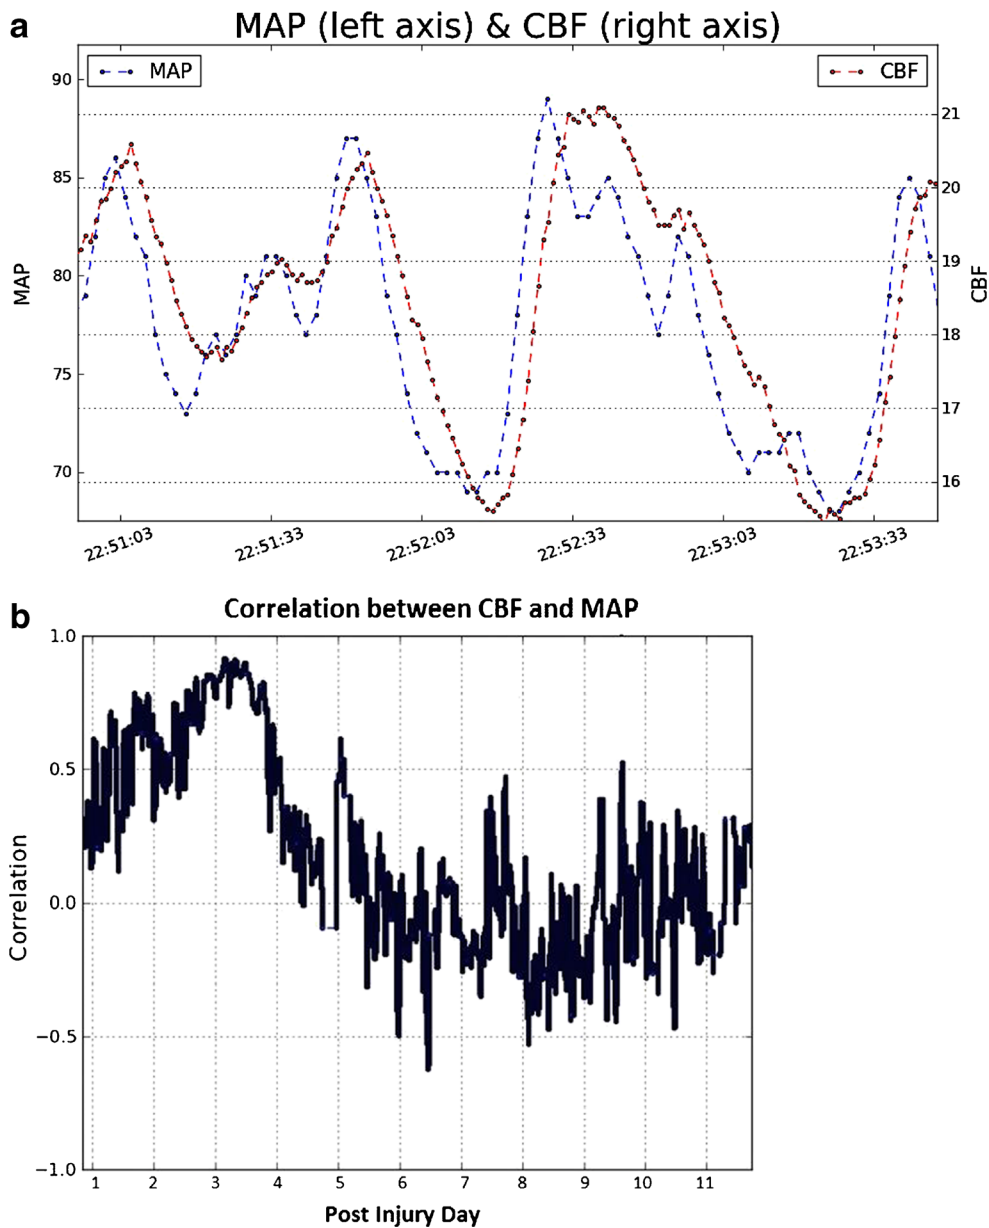 a
MAP (left axis) & CBF (right axis)
MAP
CBF
90
85
80
75
70
MAP
21
20
19
18
17
16
CBF
22:51:03 22:51:33 22:52:03 22:52:33 22:53:03 22:53:33
b
Correlation between CBF and MAP
1.0
0.5
0.0
−0.5
−1.0
Correlation
1 2 3 4 5 6 7 8 9 10 11
Post Injury Day